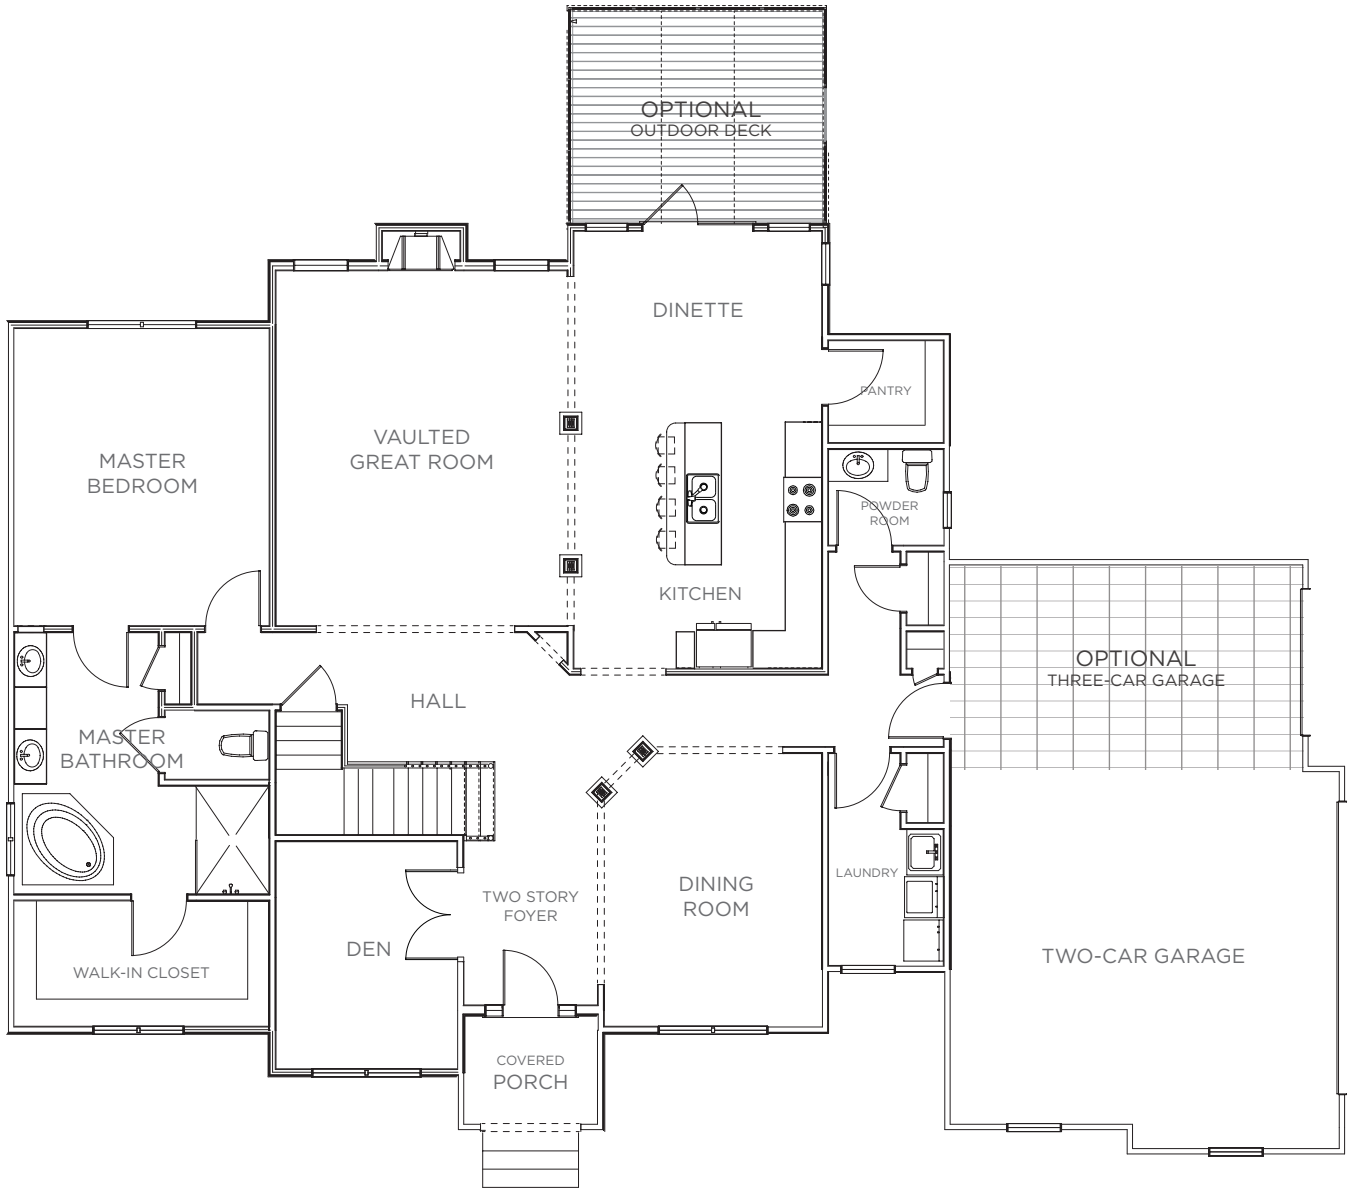 OPTIONAL
OUTDOOR DECK
DINETTE
PANTRY
VAULTED
GREAT ROOM
MASTER
BEDROOM
POWDER
ROOM
KITCHEN
OPTIONAL
THREE-CAR GARAGE
HALL
MASTER
BATHROOM
LAUNDRY
DINING
ROOM
TWO STORY
FOYER
DEN
TWO-CAR GARAGE
WALK-IN CLOSET
COVERED
PORCH